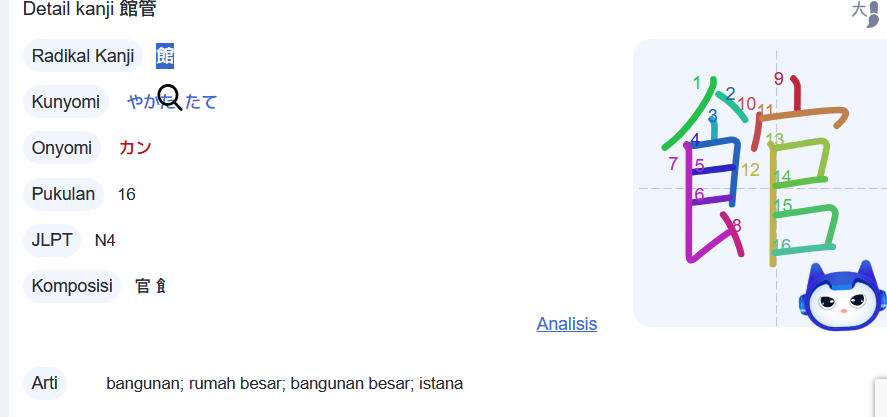 Detail kanji 館管
大
Radikal Kanji 館
Kunyomi やかた たて
Onyomi カン
Pukulan 16
JLPT N4
Komposisi 官 飠
Analisis
Arti bangunan; rumah besar; bangunan besar; istana
1
2
3
4
5
6
7
8
9
10
11
12
13
14
15
16
館